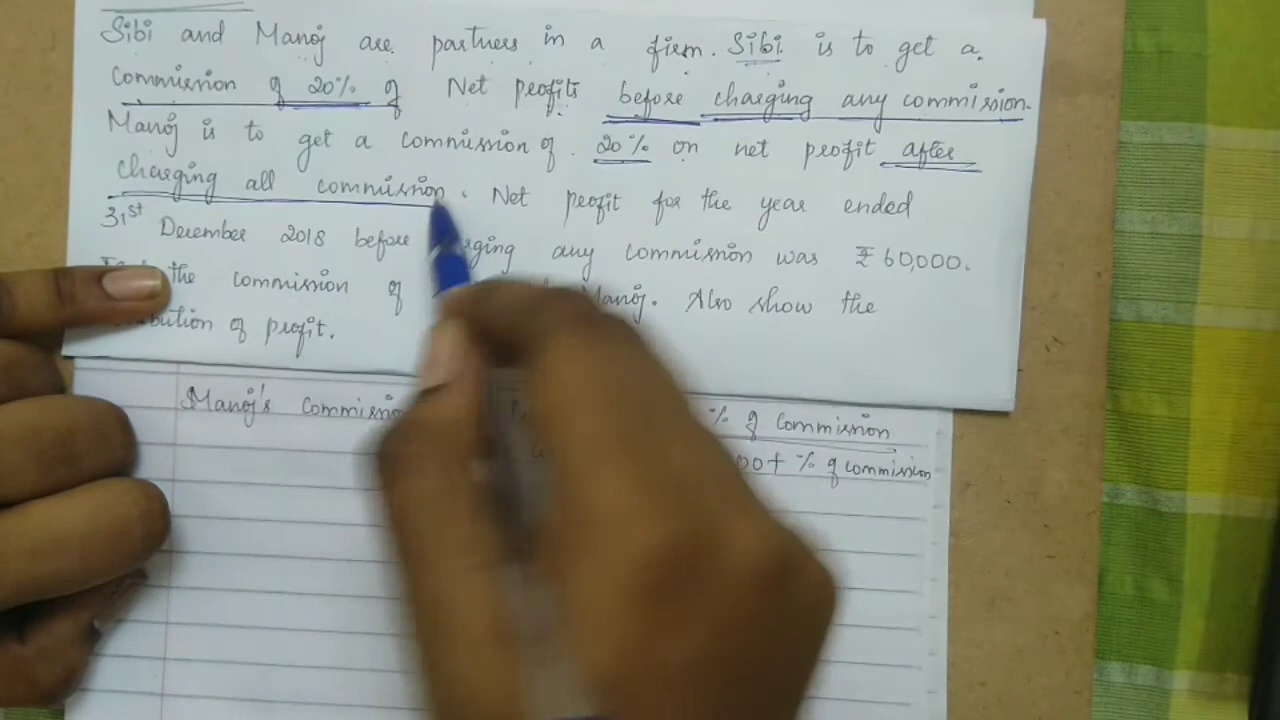 Sibi and Manoj are partners in a firm. Sibi is to get a
Commission of 20% of Net profits before charging any commission.
Manoj is to get a commission of 20% on net profit after
charging all commission. Net profit for the year ended
31st December 2018 before any commission was ₹ 60,000.
the commission of Manoj. Also show the
of profit.
Manoj's % of Commission
% of commission